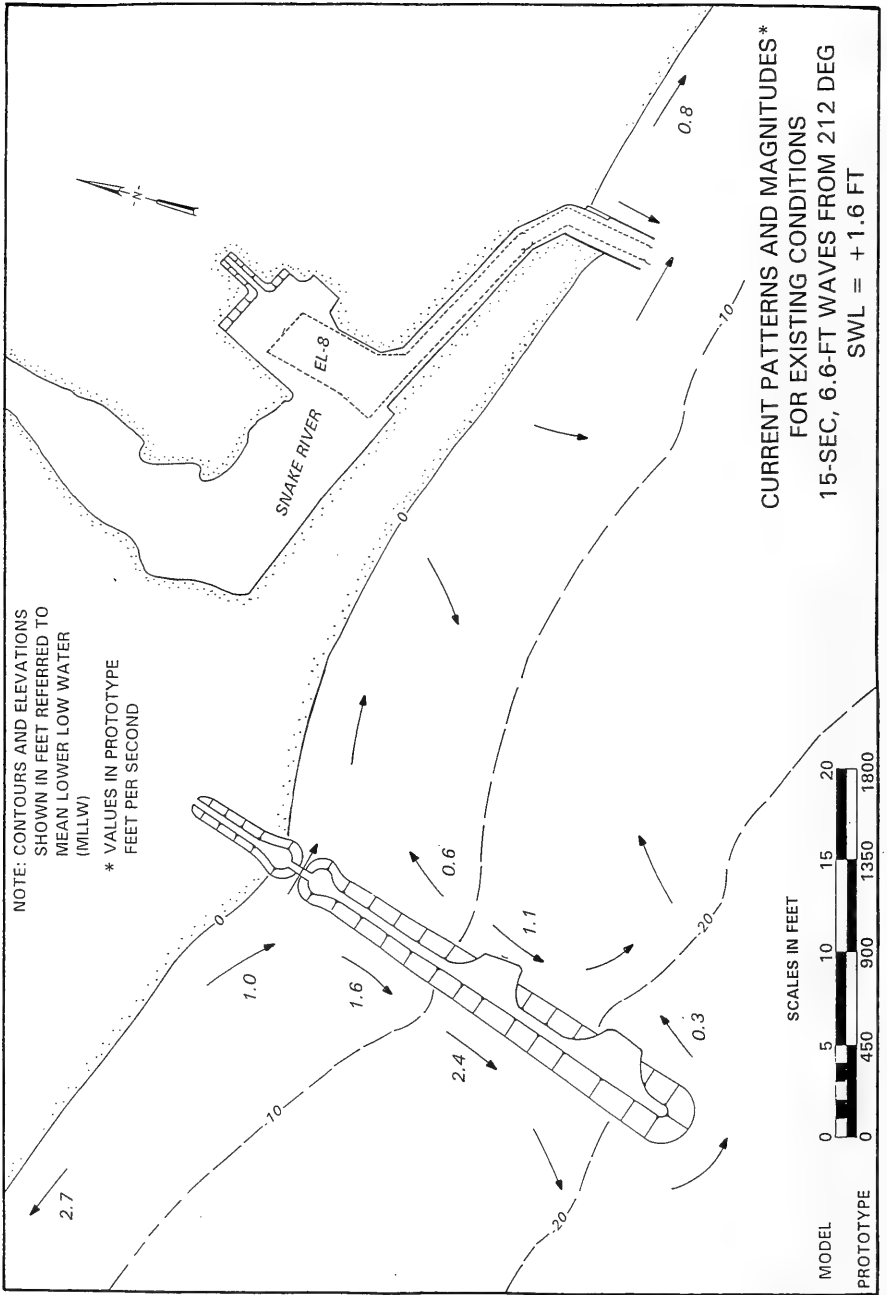 NOTE: CONTOURS AND ELEVATIONS
SHOWN IN FEET REFERRED TO
MEAN LOWER LOW WATER
(MLLW)
* VALUES IN PROTOTYPE
FEET PER SECOND
-N-
SNAKE RIVER
EL-8
0
0
2.7
1.0
1.6
2.4
0.6
1.1
0.3
0.8
-10
-10
-20
-20
CURRENT PATTERNS AND MAGNITUDES*
FOR EXISTING CONDITIONS
15-SEC, 6.6-FT WAVES FROM 212 DEG
SWL = +1.6 FT
SCALES IN FEET
MODEL 0 5 10 15 20
PROTOTYPE 0 450 900 1350 1800